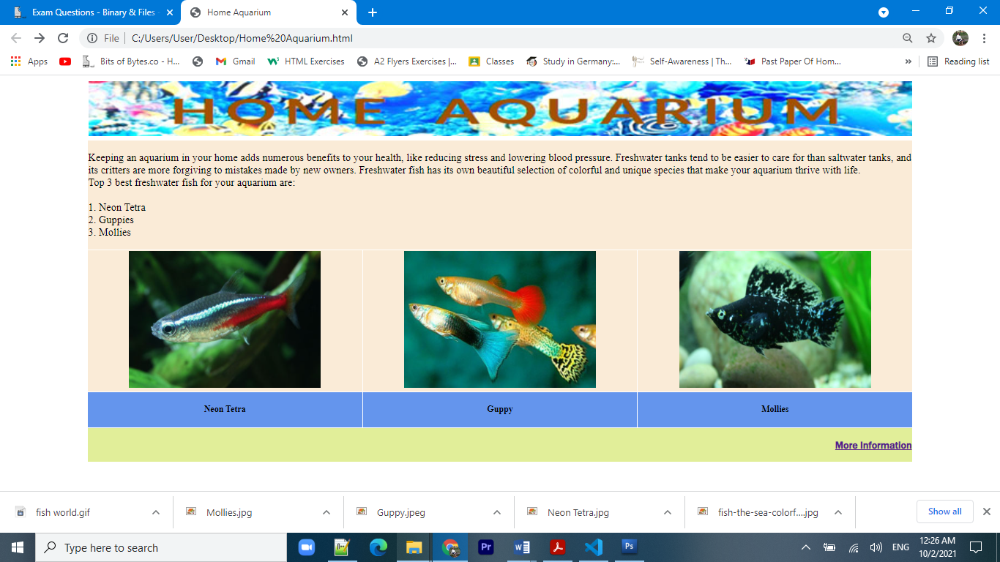 Exam Questions - Binary & Files
Home Aquarium
File
C:/Users/User/Desktop/Home%20Aquarium.html
Apps
Bits of Bytes.co - H...
Gmail
HTML Exercises
A2 Flyers Exercises |...
Classes
Study in Germany:...
Self-Awareness | Th...
Past Paper Of Hom...
»
Reading list
HOME AQUARIUM
Keeping an aquarium in your home adds numerous benefits to your health, like reducing stress and lowering blood pressure. Freshwater tanks tend to be easier to care for than saltwater tanks, and
its critters are more forgiving to mistakes made by new owners. Freshwater fish has its own beautiful selection of colorful and unique species that make your aquarium thrive with life.
Top 3 best freshwater fish for your aquarium are:
1. Neon Tetra
2. Guppies
3. Mollies
Neon Tetra
Guppy
Mollies
More Information
fish world.gif
Mollies.jpg
Guppy.jpeg
Neon Tetra.jpg
fish-the-sea-colorf....jpg
Show all
Type here to search
Pr
Ps
ENG
12:26 AM
10/2/2021